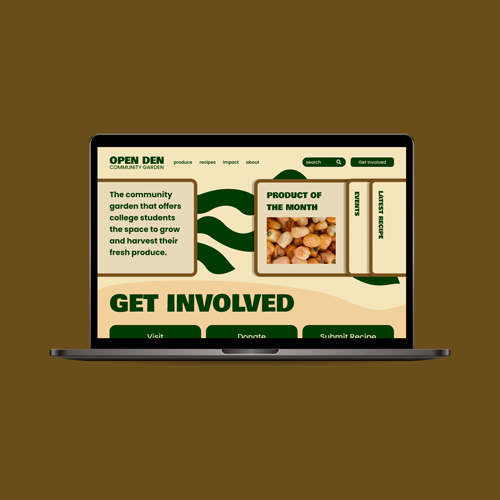 OPEN DEN
COMMUNITY GARDEN
produce recipes impact about
search
Get involved
The community
garden that offers
college students
the space to grow
and harvest their
fresh produce.
PRODUCT OF
THE MONTH
EVENTS
LATEST RECIPE
GET INVOLVED
Visit
Donate
Submit Recipe